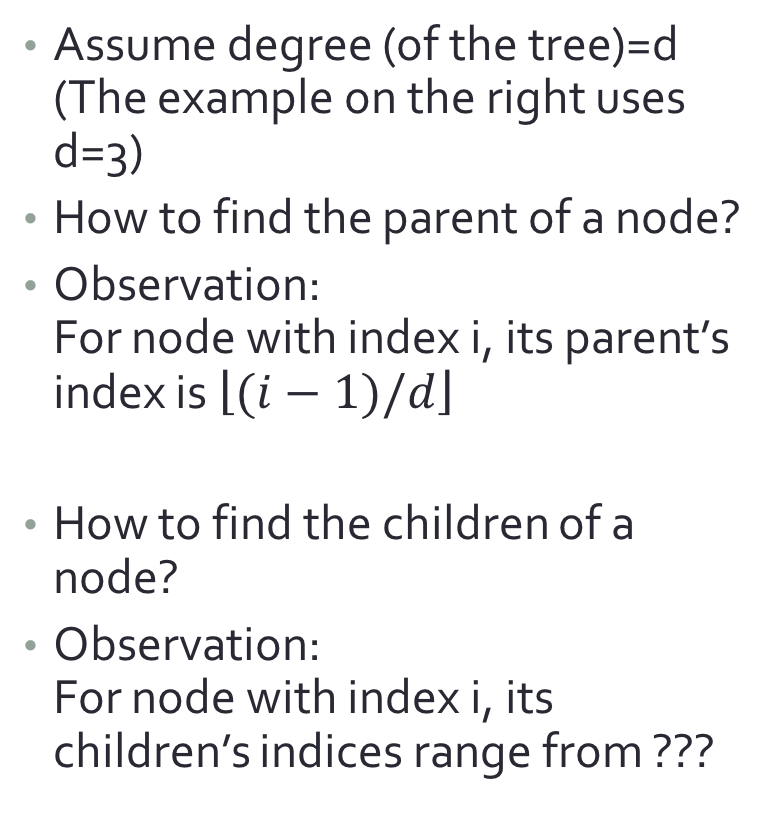 • Assume degree (of the tree)=d
(The example on the right uses
d=3)
• How to find the parent of a node?
• Observation:
For node with index i, its parent’s
index is ⌊(i − 1)/d⌋
• How to find the children of a
node?
• Observation:
For node with index i, its
children’s indices range from ???